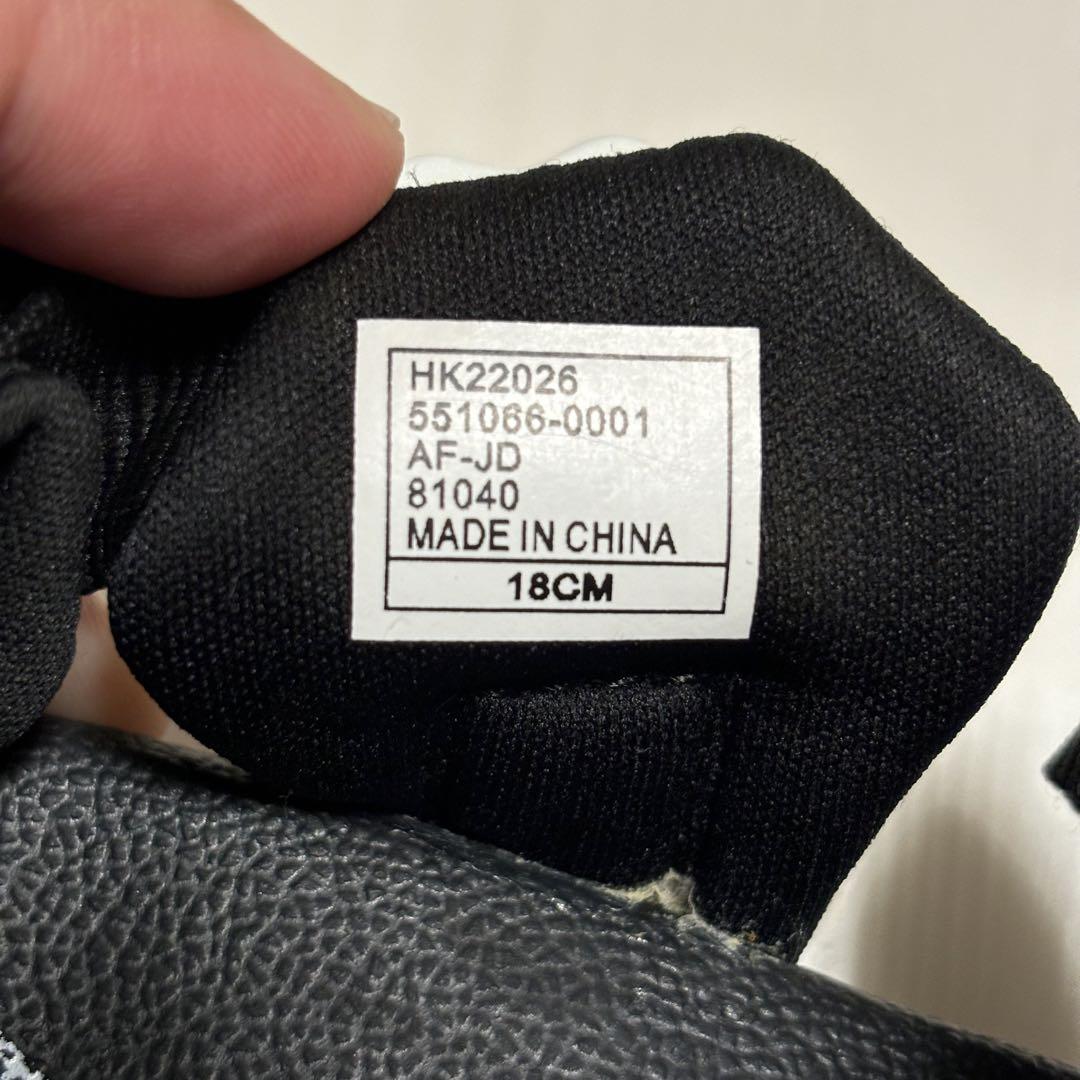 HK22026
551066-0001
AF-JD
81040
MADE IN CHINA
18CM